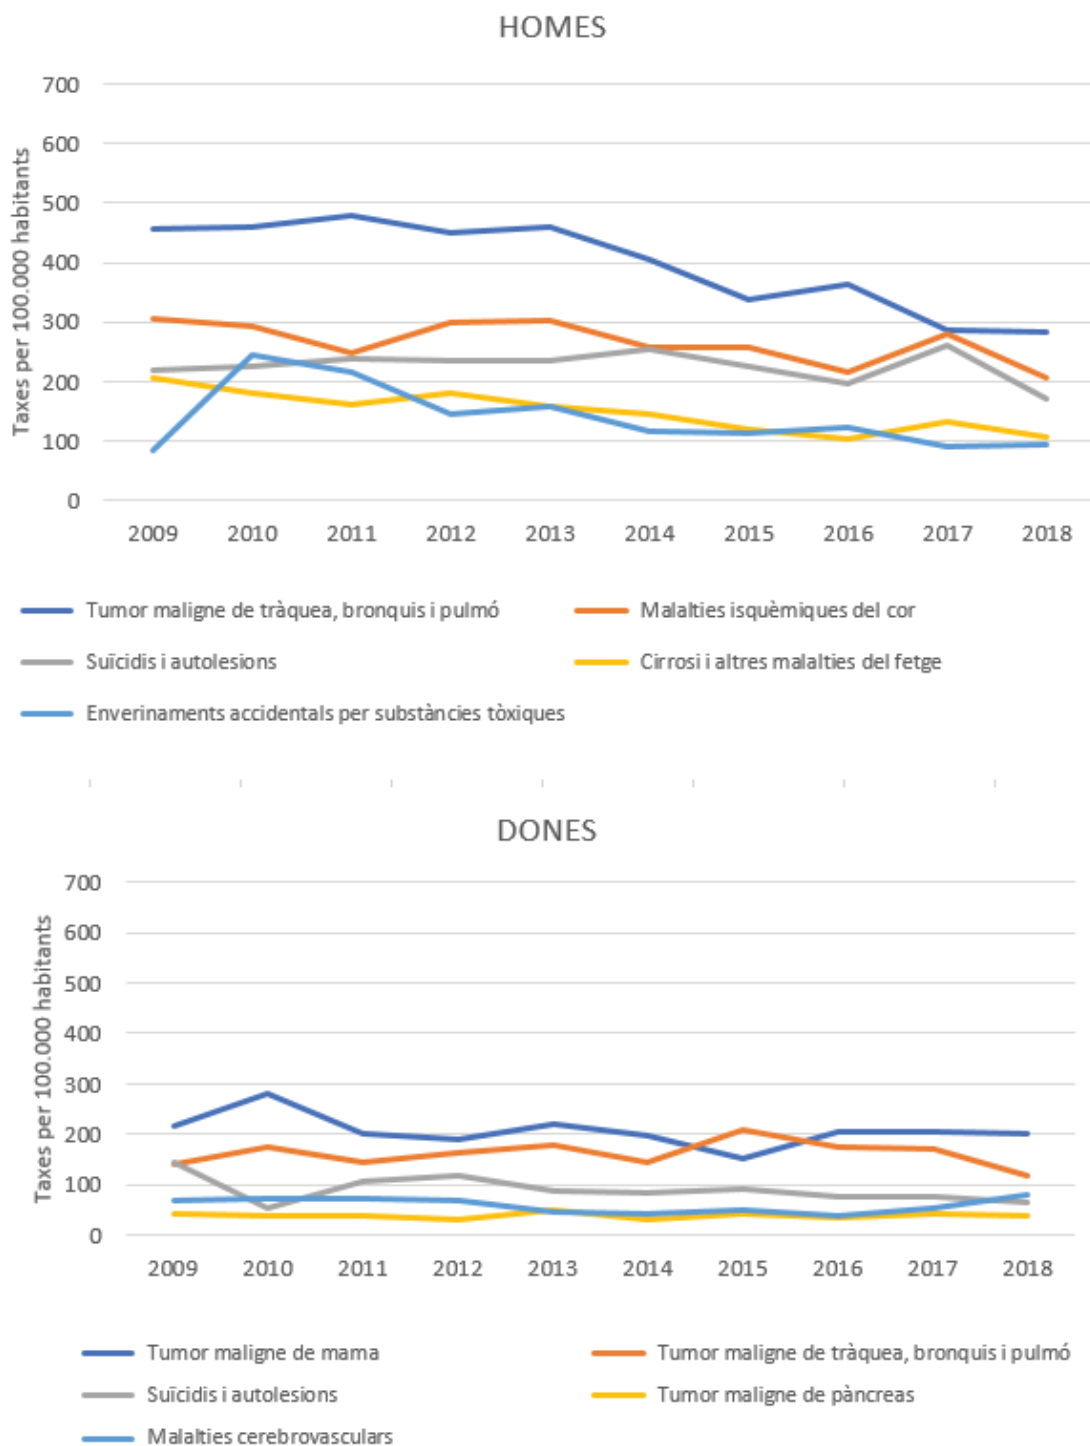 HOMES
Taxes per 100.000 habitants
700
600
500
400
300
200
100
0
2009 2010 2011 2012 2013 2014 2015 2016 2017 2018
Tumor maligne de tràquea, bronquis i pulmó Malalties isquèmiques del cor
Suïcidis i autolesions Cirrosi i altres malalties del fetge
Enverinaments accidentals per substàncies tòxiques
DONES
Taxes per 100.000 habitants
700
600
500
400
300
200
100
0
2009 2010 2011 2012 2013 2014 2015 2016 2017 2018
Tumor maligne de mama Tumor maligne de tràquea, bronquis i pulmó
Suïcidis i autolesions Tumor maligne de pàncreas
Malalties cerebrovasculars